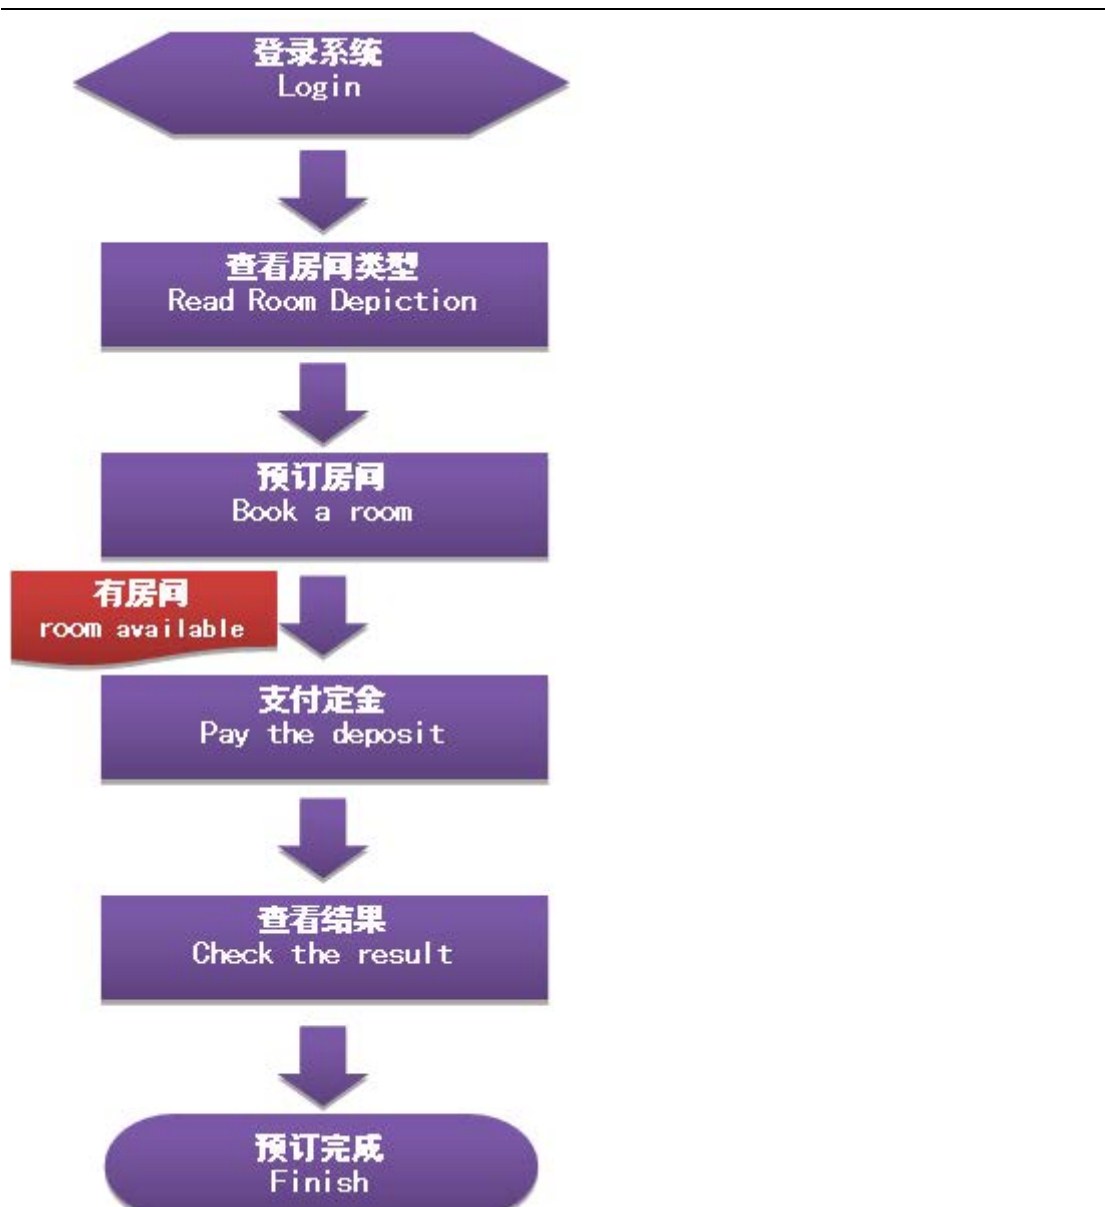 登录系统
Login
查看房间类型
Read Room Depiction
预订房间
Book a room
有房间
room available
支付定金
Pay the deposit
查看结果
Check the result
预订完成
Finish